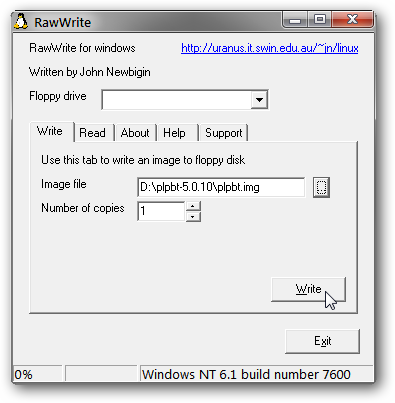 RawWrite
RawWrite for windows http://uranus.it.swin.edu.au/~jn/linux
Written by John Newbigin
Floppy drive
Write Read About Help Support
Use this tab to write an image to floppy disk
Image file D:\plpbt-5.0.10\plpbt.img
Number of copies 1
Write
Exit
0% Windows NT 6.1 build number 7600